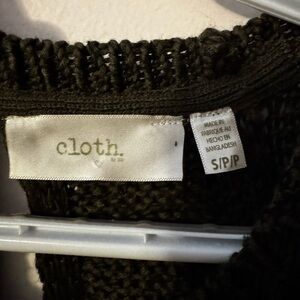 cloth.
MADE IN
FABRIQUE AU
HECHO EN
BANGLADESH
S/P/P